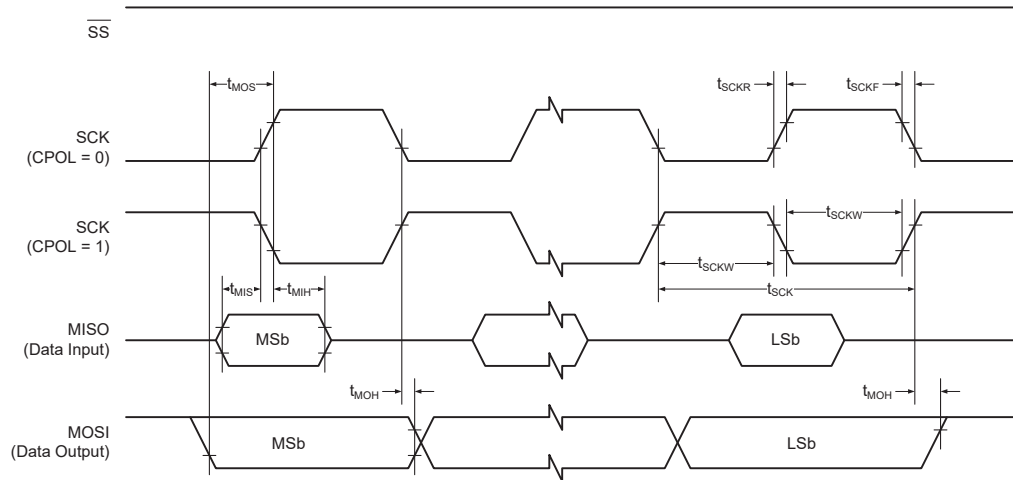 SS
tMOS
tSCKR
tSCKF
SCK
(CPOL = 0)
SCK
(CPOL = 1)
tSCKW
tSCKW
tSCK
tMIS
tMIH
MISO
(Data Input)
MSb
LSb
tMOH
tMOH
MOSI
(Data Output)
MSb
LSb